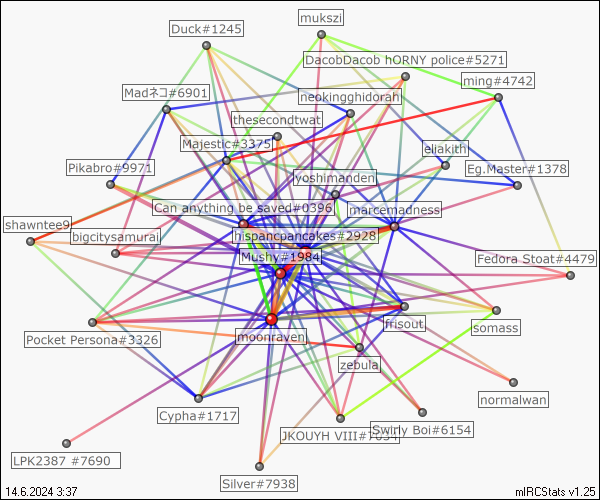 mukszi
Duck#1245
DacobDacob hORNY police#5271
ming#4742
Madネコ#6901
neokingghidorah
thesecondtwat
Majestic#3375
eliakith
Pikabro#9971
Eg.Master#1378
yoshimanden
Can anything be saved#0396
marcemadness
shawntee9
bigcitysamurai
hispancpancakes#2928
Mushy#1984
Fedora Stoat#4479
Pocket Persona#3326
moonraven
frisout
somass
zebula
normalwan
Cypha#1717
JKOUYH VIII#7034
Swirly Boi#6154
LPK2387 #7690
Silver#7938
14.6.2024 3:37
mIRCStats v1.25